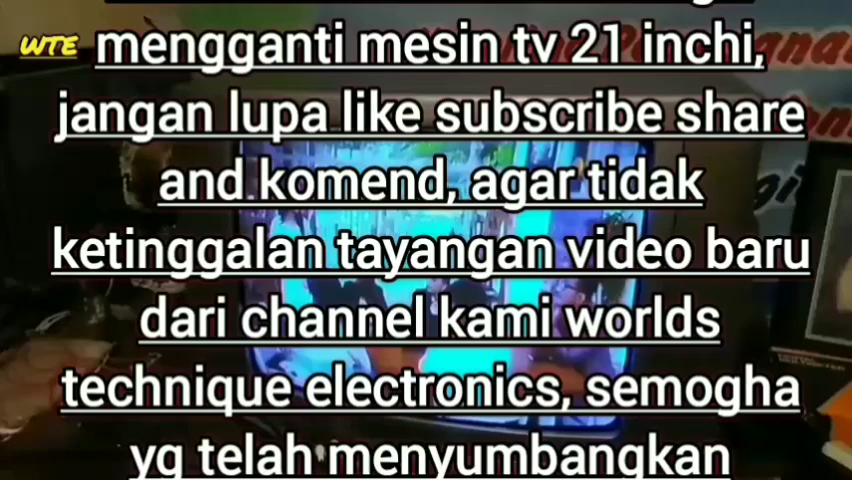 WTE
mengganti mesin tv 21 inchi,
jangan lupa like subscribe share
and komend, agar tidak
ketinggalan tayangan video baru
dari channel kami worlds
technique electronics, semogha
yg telah menyumbangkan